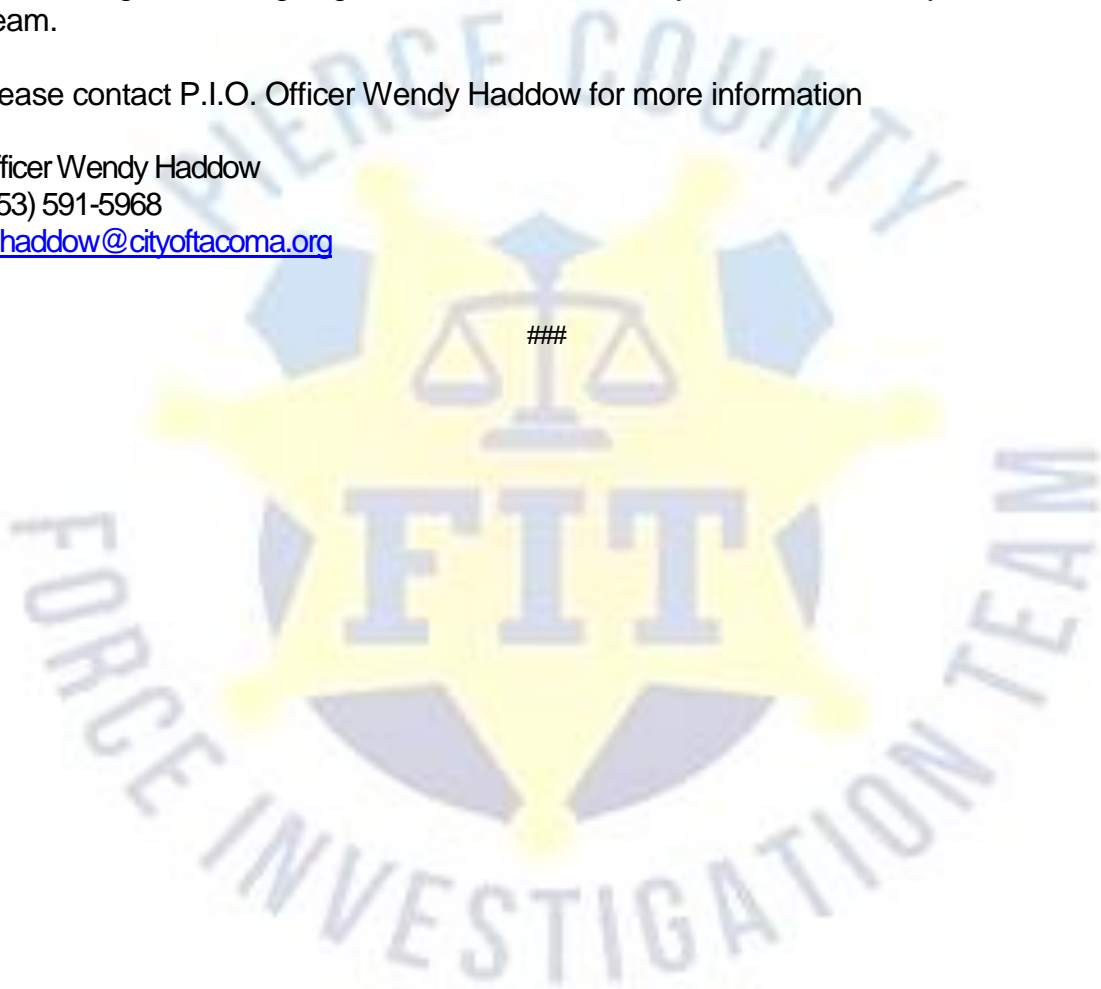 eam.
ease contact P.I.O. Officer Wendy Haddow for more information
fficer Wendy Haddow
53) 591-5968
haddow@cityoftacoma.org
###
PIERCE COUNTY
FIT
FORCE INVESTIGATION TEAM